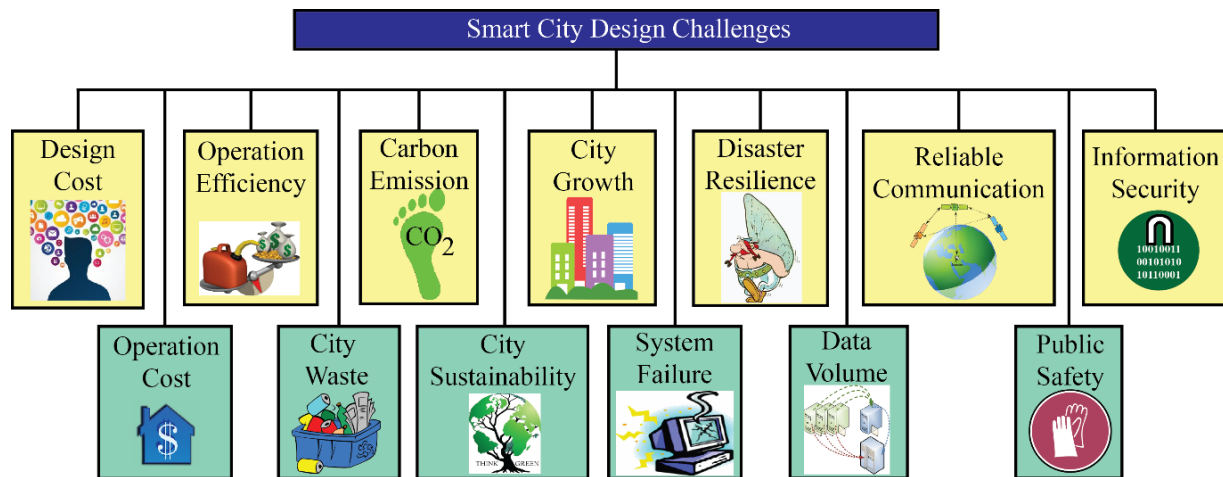 Smart City Design Challenges
Design
Cost
Operation
Efficiency
$
$
$
Carbon
Emission
CO2
City
Growth
Disaster
Resilience
Reliable
Communication
Information
Security
10010011
00101010
10110001
Operation
Cost
$
City
Waste
City
Sustainability
THINK GREEN
System
Failure
Data
Volume
Public
Safety